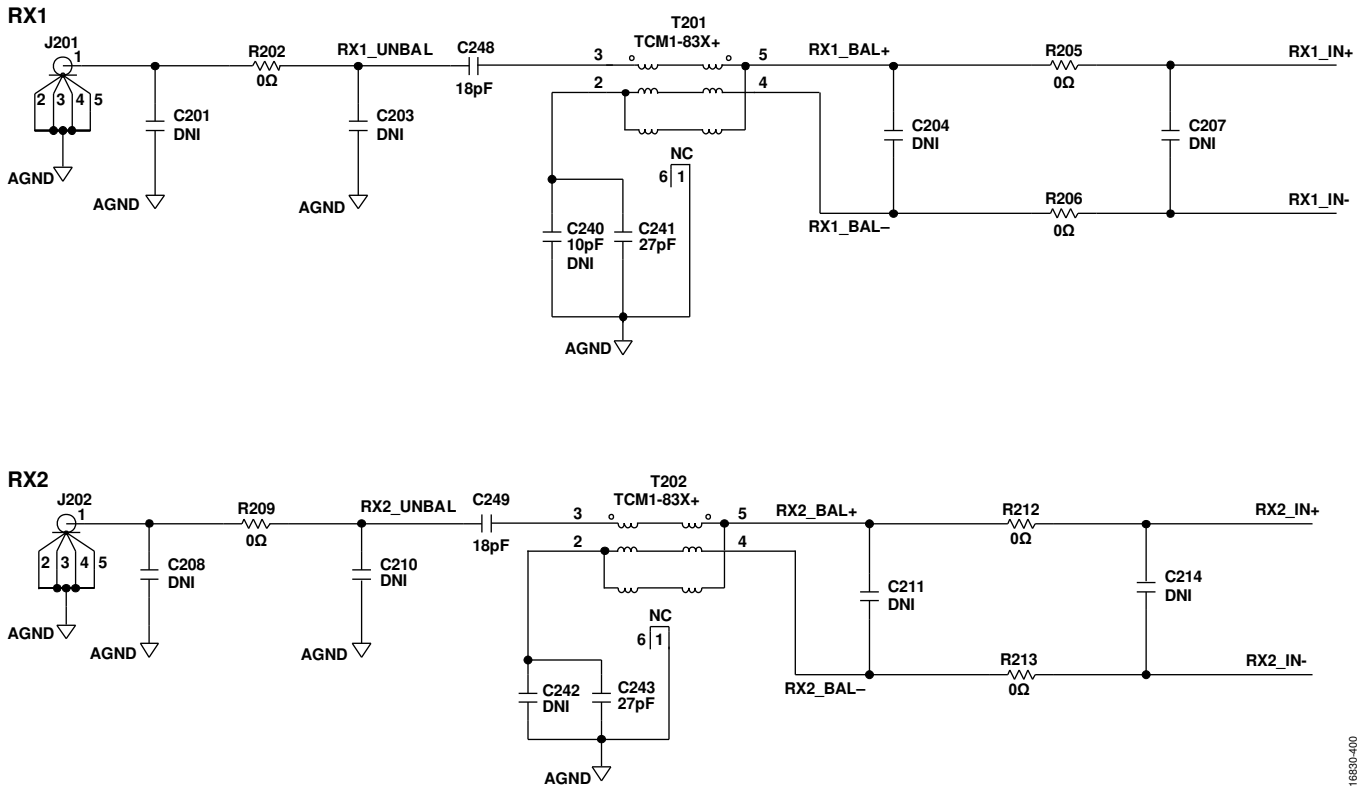 RX1
J201
1
2 3 4 5
AGND
C201
DNI
AGND
R202
0Ω
RX1_UNBAL
C203
DNI
AGND
C248
18pF
T201
TCM1-83X+
3
5
2
4
NC
6 1
C240
10pF
DNI
C241
27pF
AGND
RX1_BAL+
RX1_BAL–
C204
DNI
R205
0Ω
R206
0Ω
C207
DNI
RX1_IN+
RX1_IN-
RX2
J202
1
2 3 4 5
AGND
C208
DNI
AGND
R209
0Ω
RX2_UNBAL
C210
DNI
AGND
C249
18pF
T202
TCM1-83X+
3
5
2
4
NC
6 1
C242
DNI
C243
27pF
AGND
RX2_BAL+
RX2_BAL–
C211
DNI
R212
0Ω
R213
0Ω
C214
DNI
RX2_IN+
RX2_IN-
16830-400